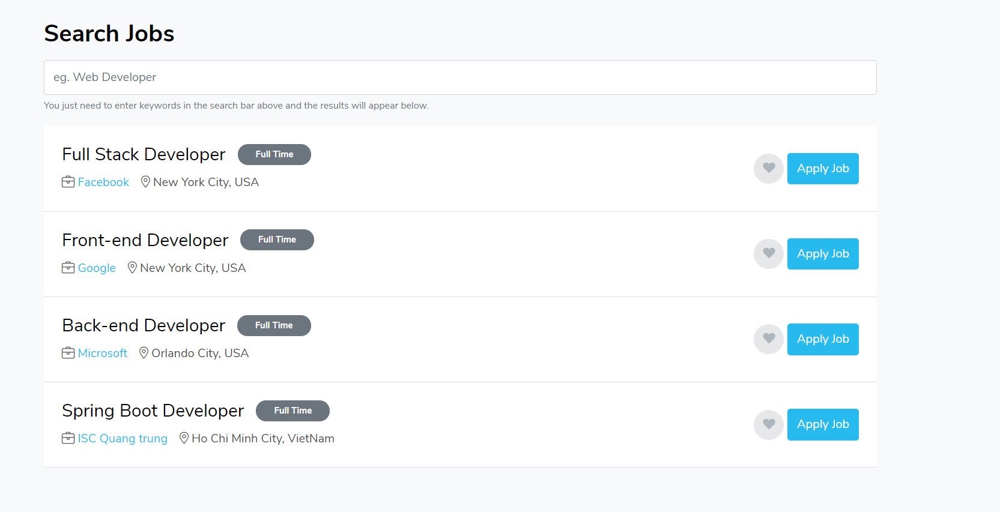 Search Jobs
eg. Web Developer
You just need to enter keywords in the search bar above and the results will appear below.
Full Stack Developer Full Time
Facebook New York City, USA
Apply Job
Front-end Developer Full Time
Google New York City, USA
Apply Job
Back-end Developer Full Time
Microsoft Orlando City, USA
Apply Job
Spring Boot Developer Full Time
ISC Quang trung Ho Chi Minh City, VietNam
Apply Job